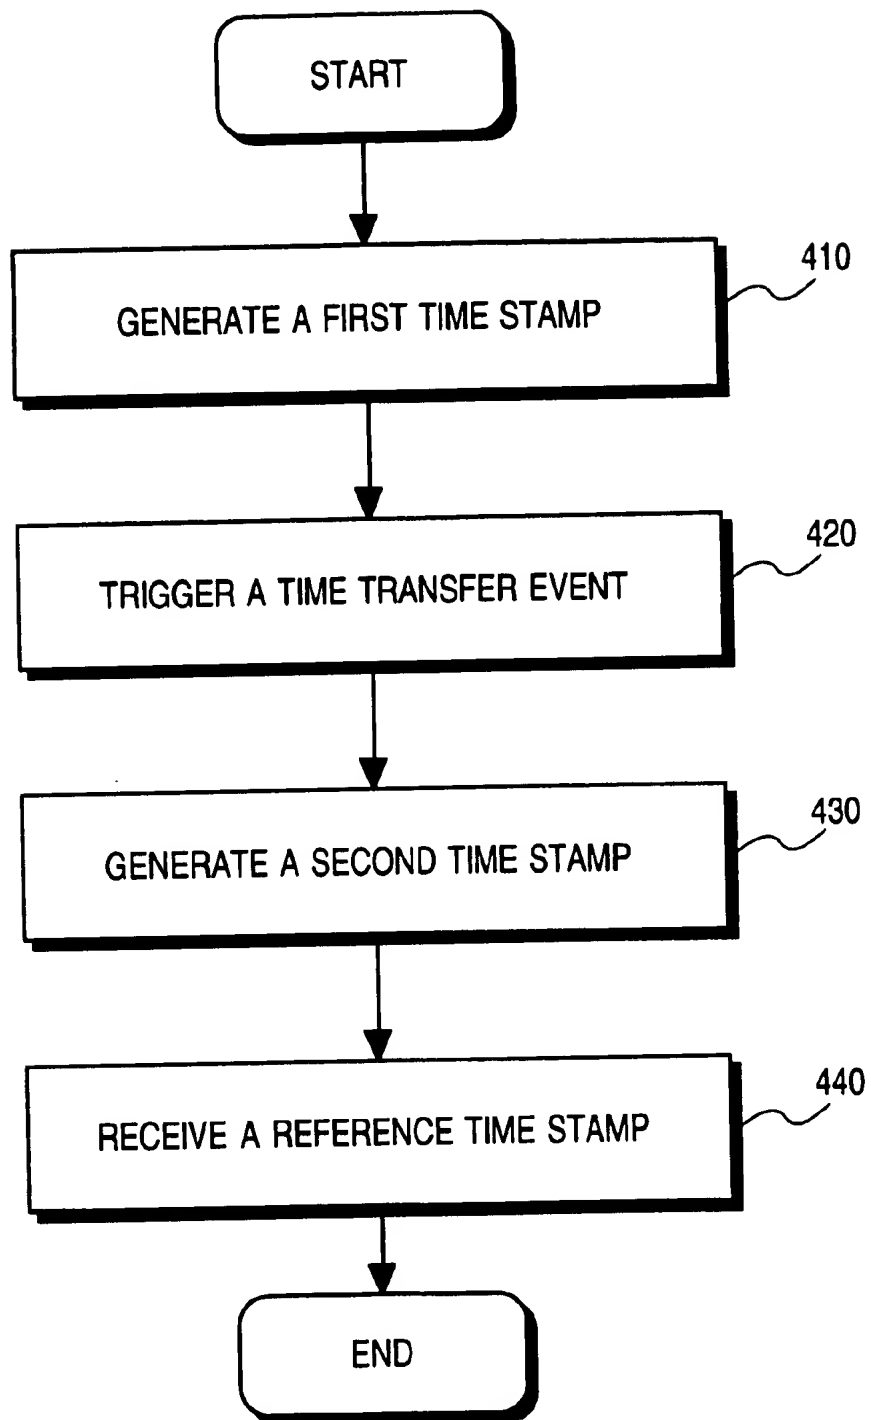 START
GENERATE A FIRST TIME STAMP
410
TRIGGER A TIME TRANSFER EVENT
420
GENERATE A SECOND TIME STAMP
430
RECEIVE A REFERENCE TIME STAMP
440
END